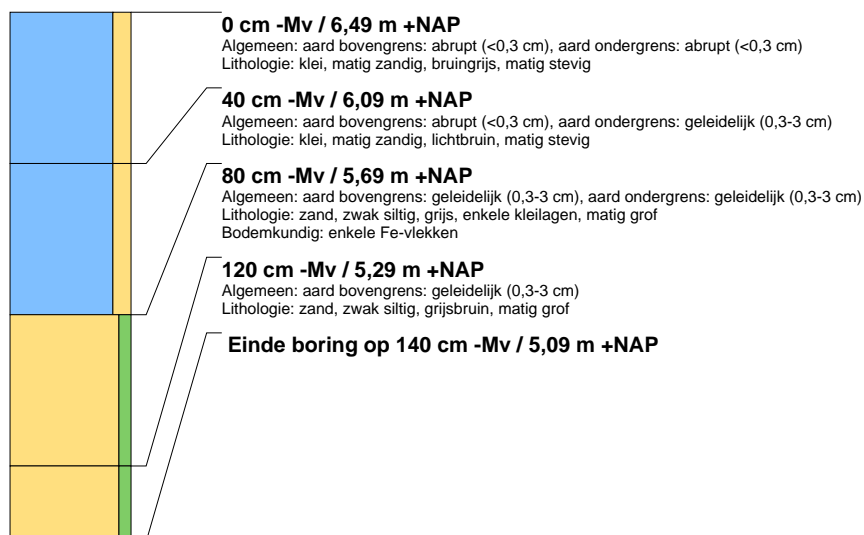 0 cm -Mv / 6,49 m +NAP
Algemeen: aard bovengrens: abrupt (<0,3 cm), aard ondergrens: abrupt (<0,3 cm)
Lithologie: klei, matig zandig, bruingrijs, matig stevig
40 cm -Mv / 6,09 m +NAP
Algemeen: aard bovengrens: abrupt (<0,3 cm), aard ondergrens: geleidelijk (0,3-3 cm)
Lithologie: klei, matig zandig, lichtbruin, matig stevig
80 cm -Mv / 5,69 m +NAP
Algemeen: aard bovengrens: geleidelijk (0,3-3 cm), aard ondergrens: geleidelijk (0,3-3 cm)
Lithologie: zand, zwak siltig, grijs, enkele kleilagen, matig grof
Bodemkundig: enkele Fe-vlekken
120 cm -Mv / 5,29 m +NAP
Algemeen: aard bovengrens: geleidelijk (0,3-3 cm)
Lithologie: zand, zwak siltig, grijsbruin, matig grof
Einde boring op 140 cm -Mv / 5,09 m +NAP